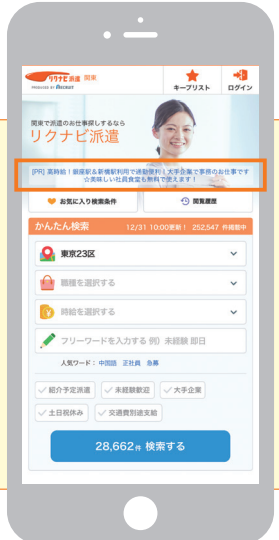 リクナビ派遣 関東
PRODUCED BY RECRUIT
キープリスト
ログイン
関東で派遣のお仕事探しするなら
リクナビ派遣
[PR] 高時給!銀座駅&新橋駅利用で通勤便利!大手企業で事務のお仕事です
☆美味しい社員食堂も無料で使えます!
お気に入り検索条件
閲覧履歴
かんたん検索
12/31 10:00更新! 252,547 件掲載中
東京23区
職種を選択する
時給を選択する
フリーワードを入力する 例) 未経験 即日
人気ワード: 中国語 正社員 急募
紹介予定派遣
未経験歓迎
大手企業
土日祝休み
交通費別途支給
28,662件 検索する